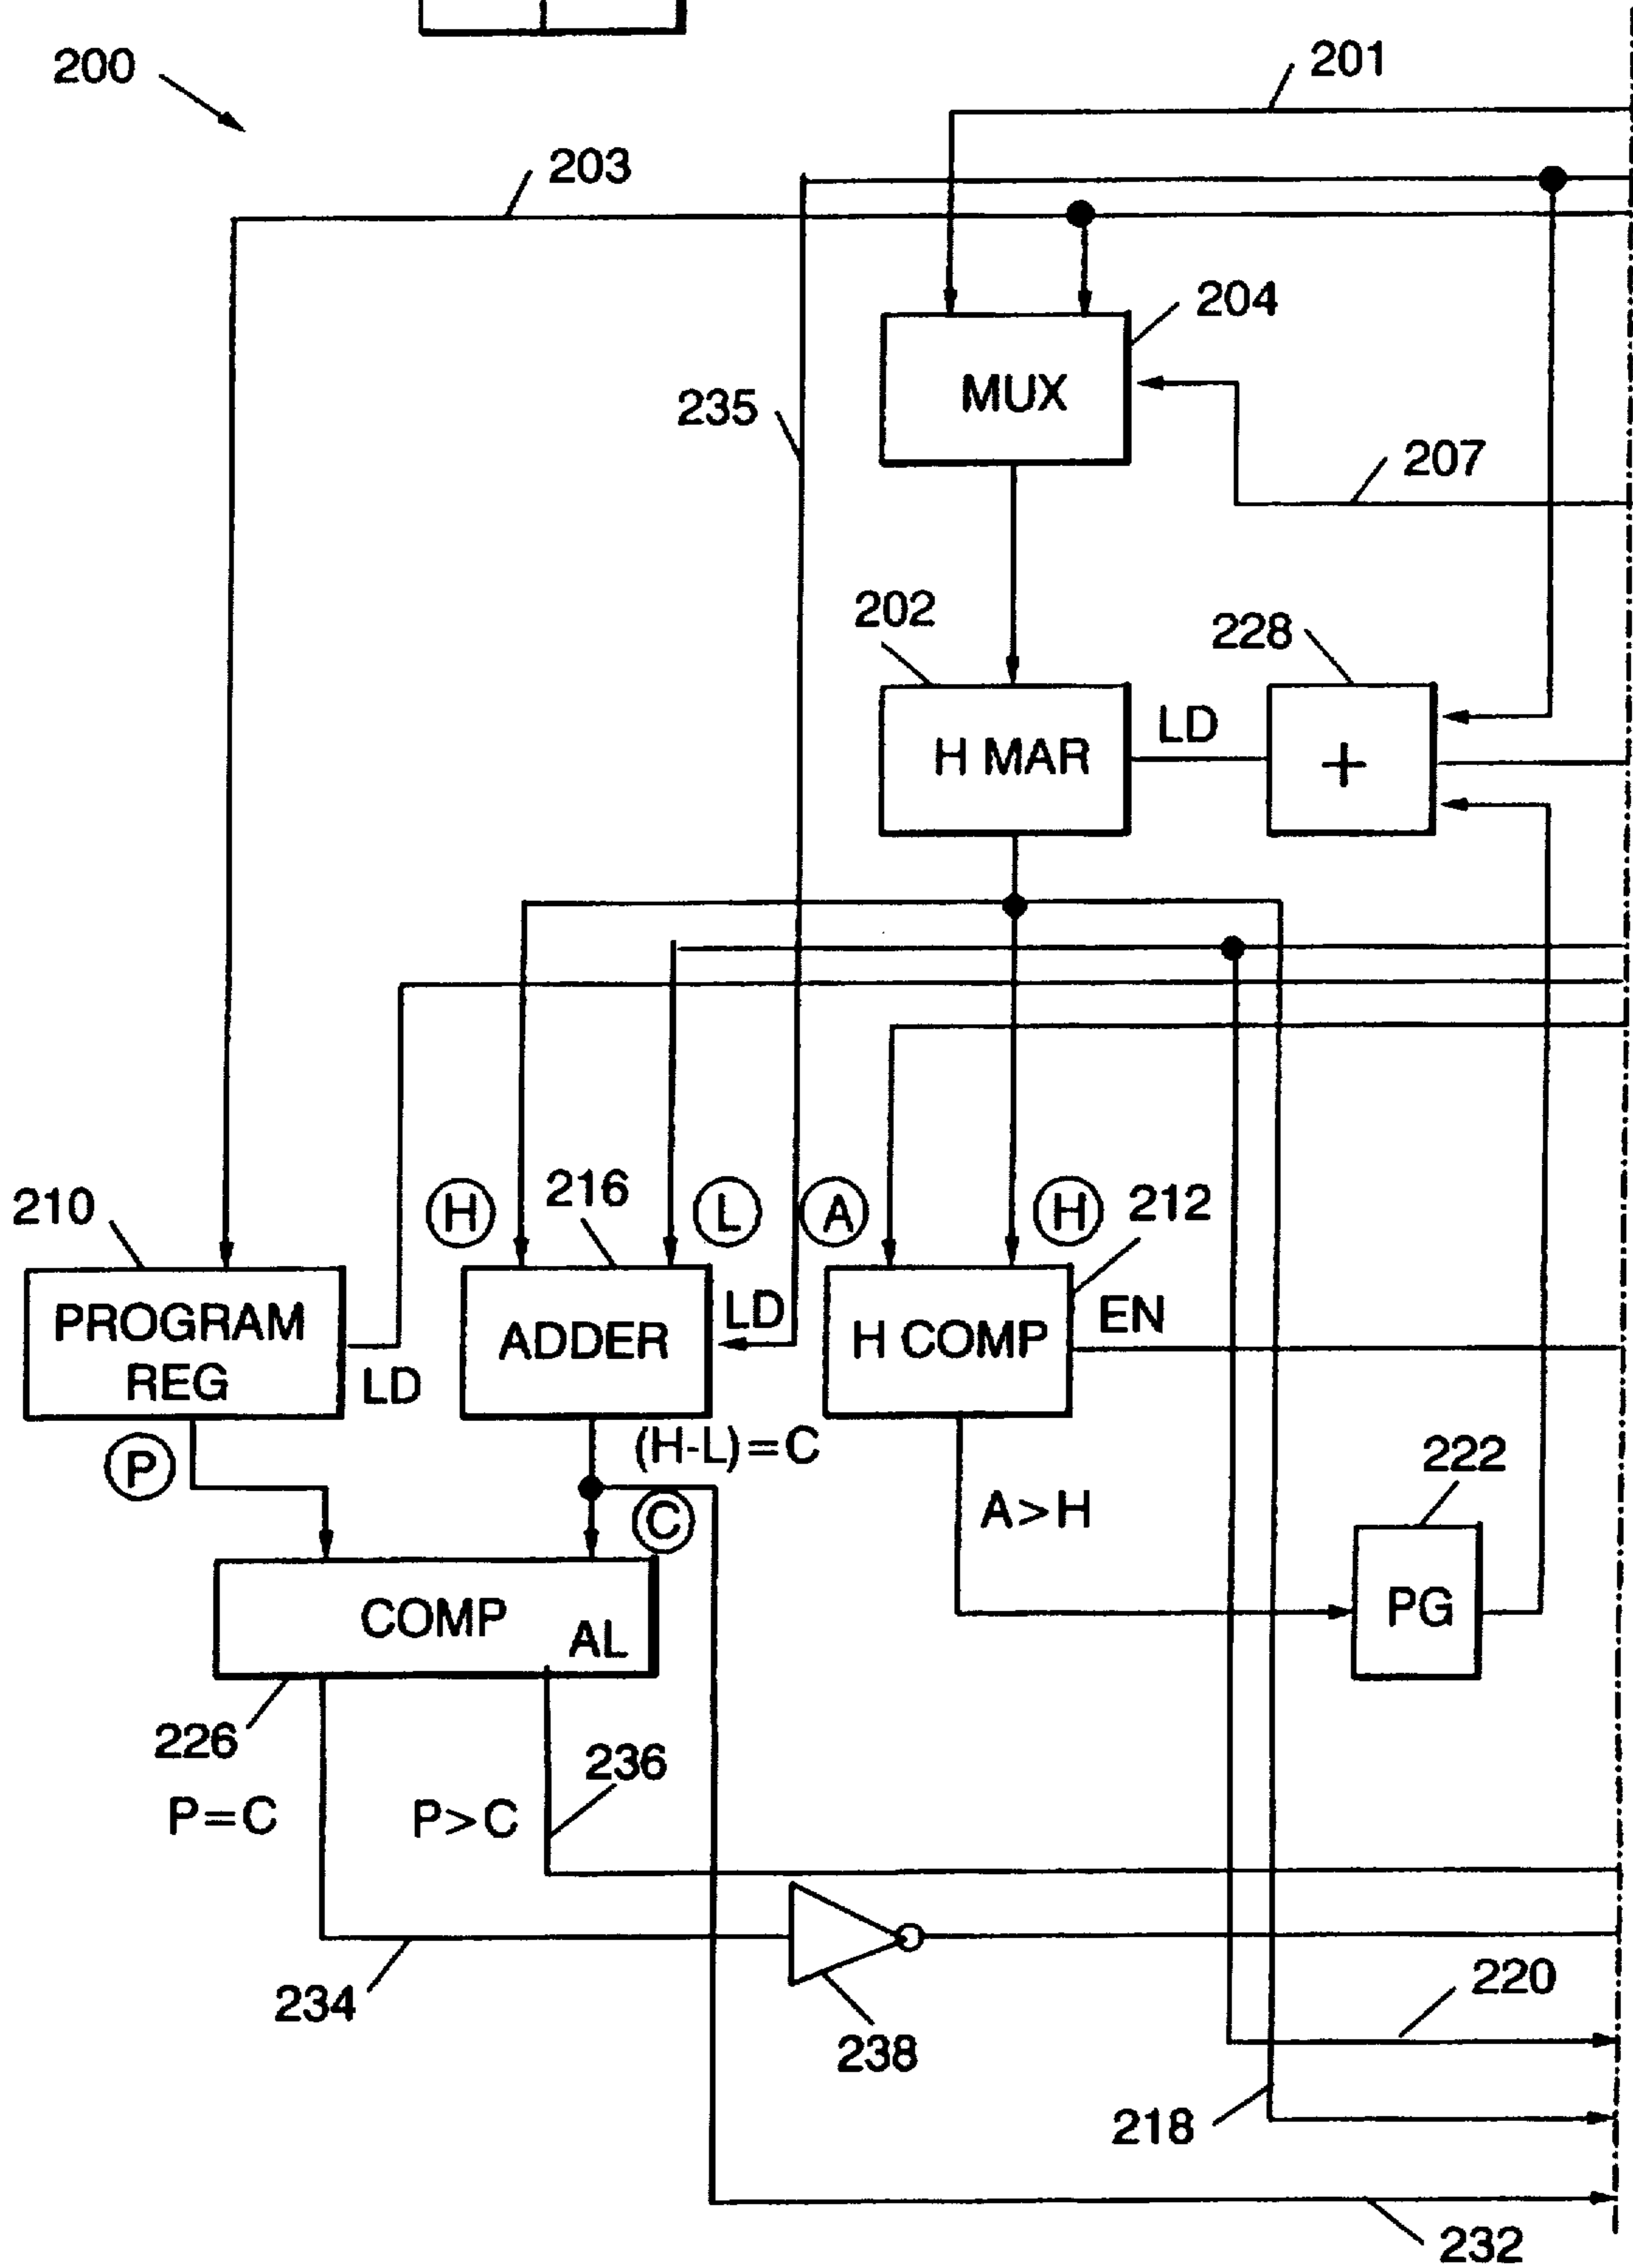 200
201
203
204
MUX
235
207
202
228
LD
H MAR
+
210
H
216
L
A
H
212
PROGRAM
REG
LD
ADDER
LD
H COMP
EN
P
(H-L)=C
C
A>H
222
PG
COMP
AL
226
236
P=C
P>C
234
238
220
218
232